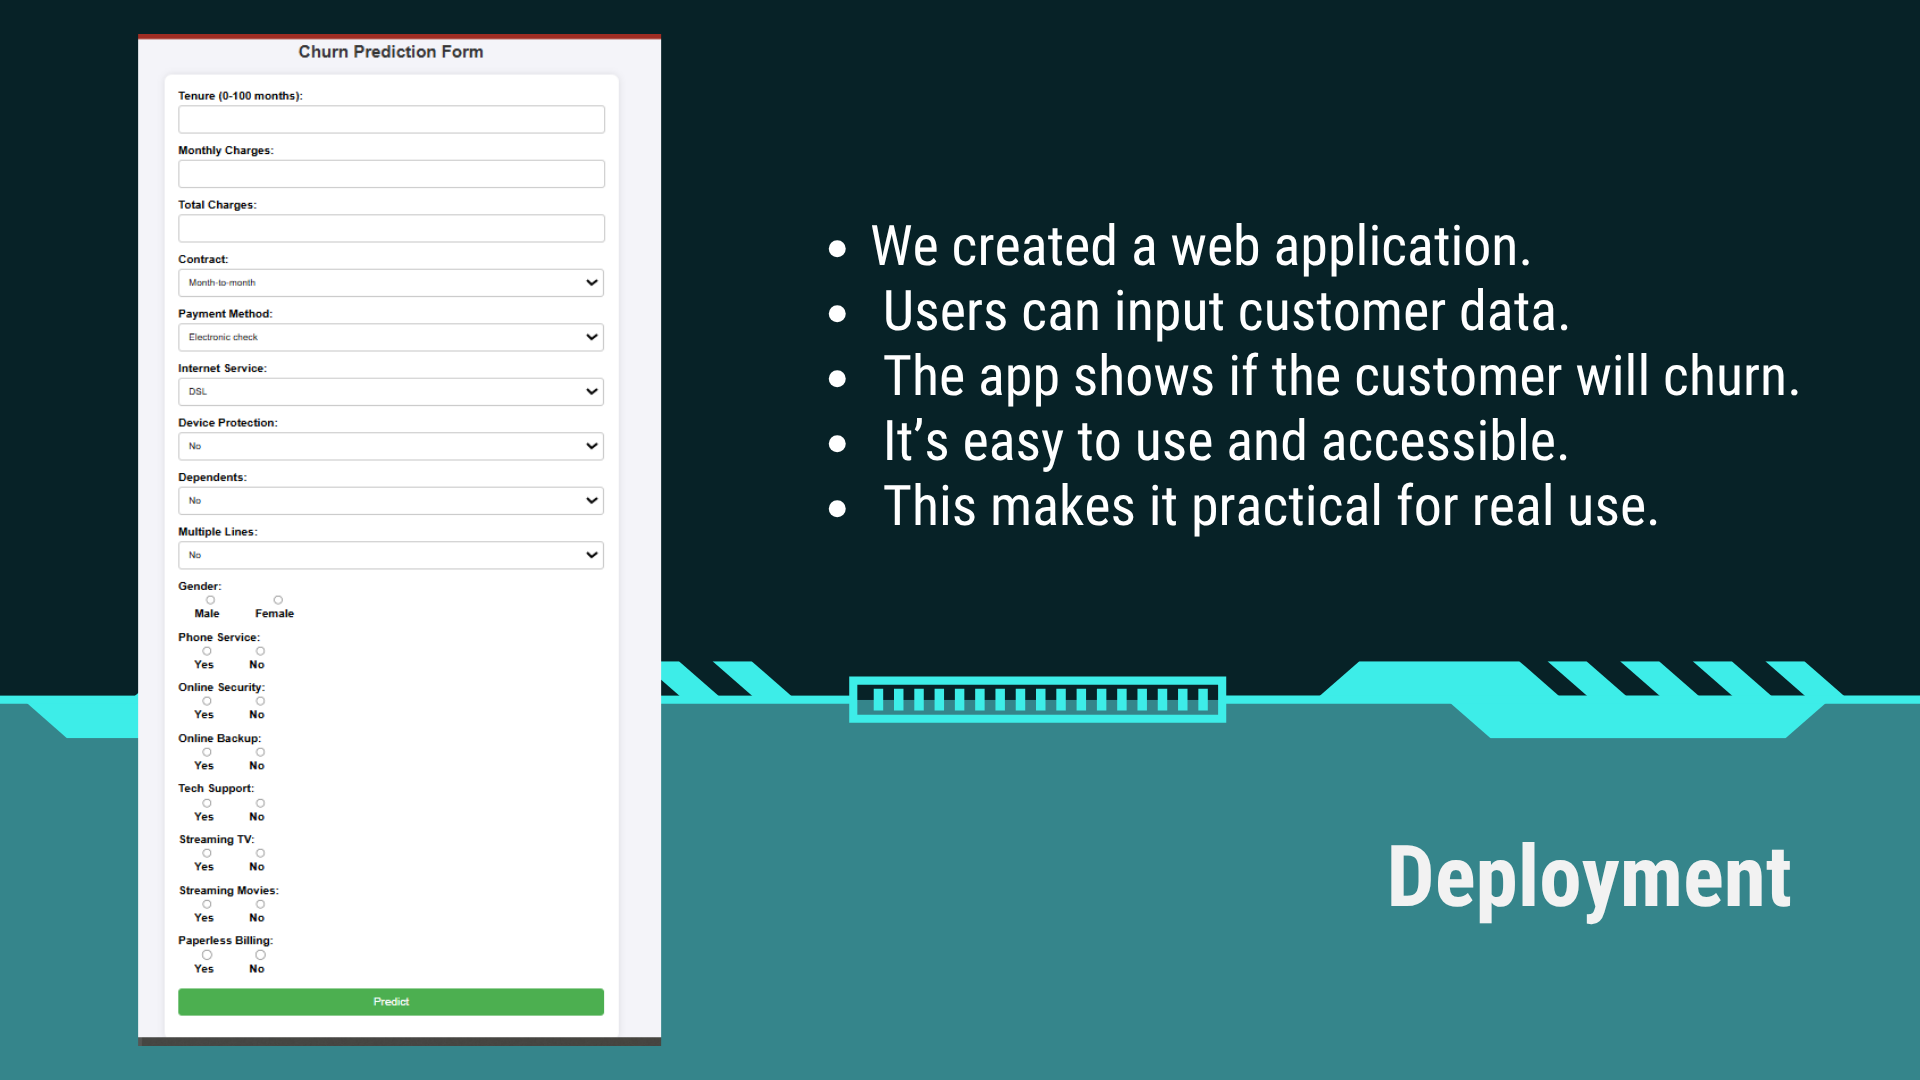 Churn Prediction Form
Tenure (0-100 months):
Monthly Charges:
Total Charges:
Contract:
Month-to-month
Payment Method:
Electronic check
Internet Service:
DSL
Device Protection:
No
Dependents:
No
Multiple Lines:
No
Gender:
Male Female
Phone Service:
Yes No
Online Security:
Yes No
Online Backup:
Yes No
Tech Support:
Yes No
Streaming TV:
Yes No
Streaming Movies:
Yes No
Paperless Billing:
Yes No
Predict
• We created a web application.
• Users can input customer data.
• The app shows if the customer will churn.
• It’s easy to use and accessible.
• This makes it practical for real use.
Deployment